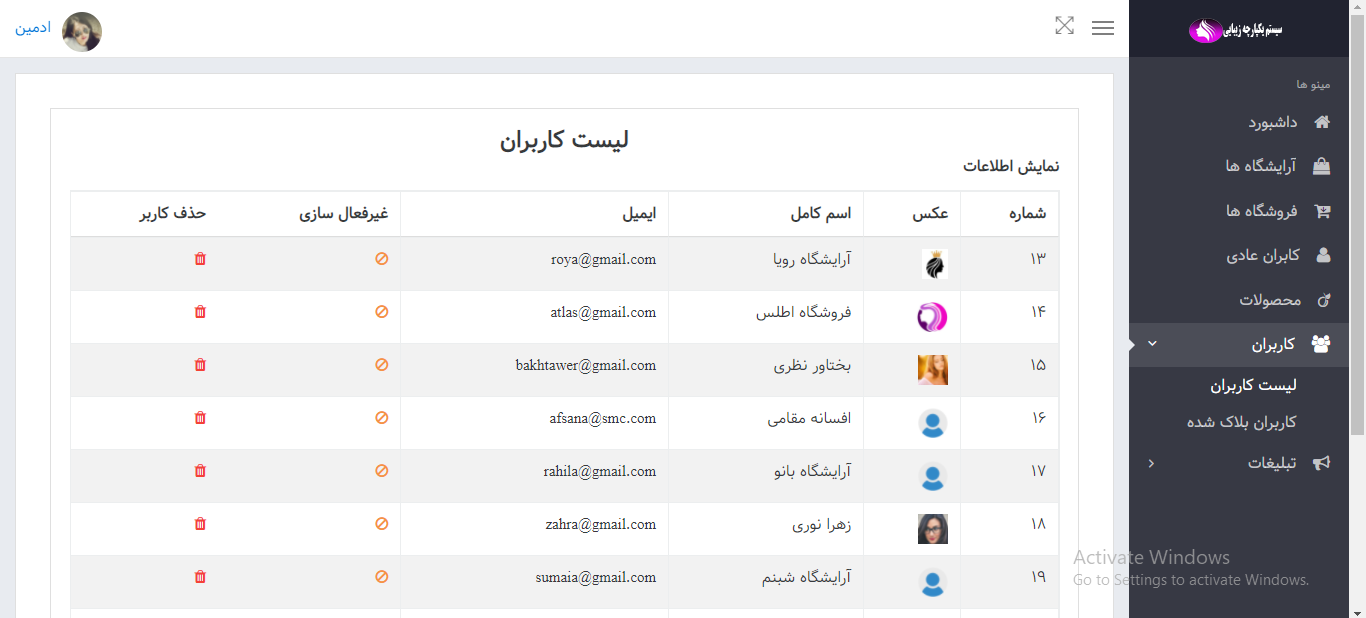 سیستم یکپارچه زیبایی
ادمین
مینو ها
داشبورد
آرایشگاه ها
فروشگاه ها
کابران عادی
محصولات
کاربران
لیست کاربران
کاربران بلاک شده
تبلیغات
لیست کاربران
نمایش اطلاعات
شماره عکس اسم کامل ایمیل غیرفعال سازی حذف کاربر
۱۳ آرایشگاه رویا roya@gmail.com
۱۴ فروشگاه اطلس atlas@gmail.com
۱۵ بختاور نظری bakhtawer@gmail.com
۱۶ افسانه مقامی afsana@smc.com
۱۷ آرایشگاه بانو rahila@gmail.com
۱۸ زهرا نوری zahra@gmail.com
۱۹ آرایشگاه شبنم sumaia@gmail.com
Activate Windows
Go to Settings to activate Windows.